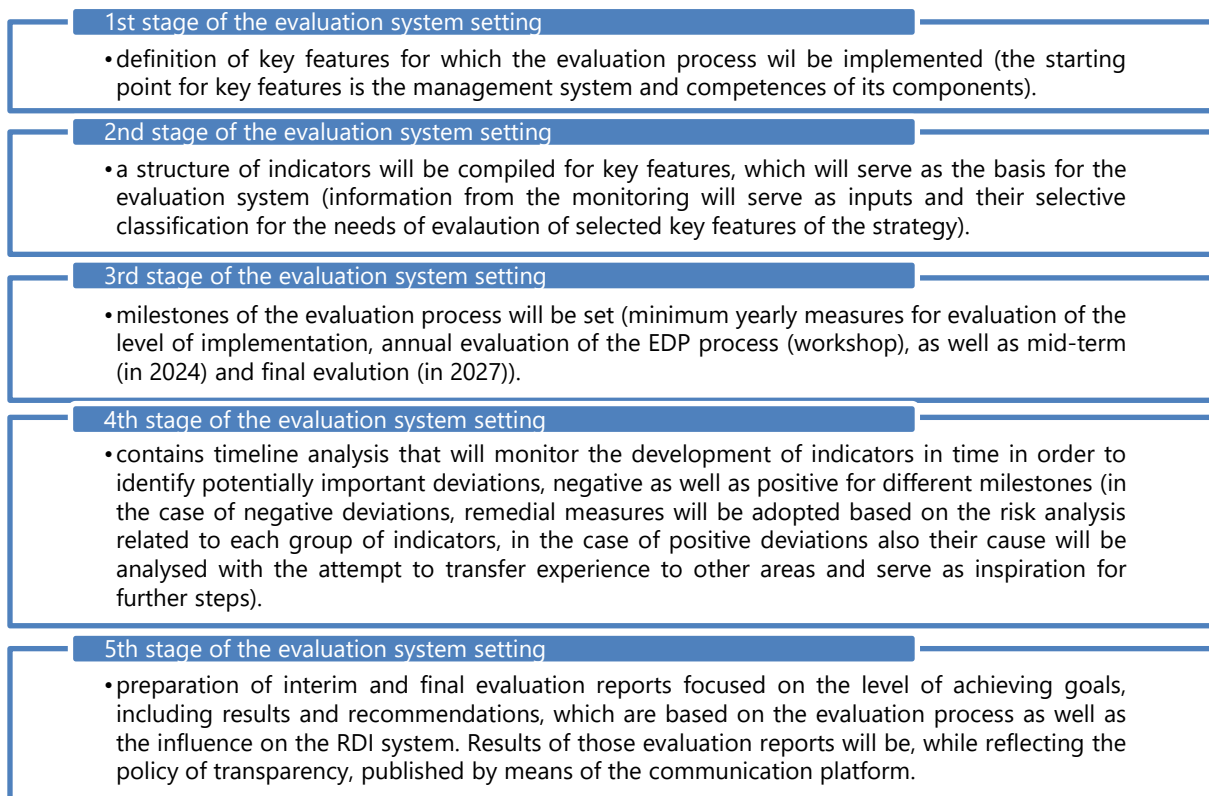 1st stage of the evaluation system setting
•definition of key features for which the evaluation process wil be implemented (the starting
point for key features is the management system and competences of its components).
2nd stage of the evaluation system setting
•a structure of indicators will be compiled for key features, which will serve as the basis for the
evaluation system (information from the monitoring will serve as inputs and their selective
classification for the needs of evalaution of selected key features of the strategy).
3rd stage of the evaluation system setting
•milestones of the evaluation process will be set (minimum yearly measures for evaluation of the
level of implementation, annual evaluation of the EDP process (workshop), as well as mid-term
(in 2024) and final evalution (in 2027)).
4th stage of the evaluation system setting
•contains timeline analysis that will monitor the development of indicators in time in order to
identify potentially important deviations, negative as well as positive for different milestones (in
the case of negative deviations, remedial measures will be adopted based on the risk analysis
related to each group of indicators, in the case of positive deviations also their cause will be
analysed with the attempt to transfer experience to other areas and serve as inspiration for
further steps).
5th stage of the evaluation system setting
•preparation of interim and final evaluation reports focused on the level of achieving goals,
including results and recommendations, which are based on the evaluation process as well as
the influence on the RDI system. Results of those evaluation reports will be, while reflecting the
policy of transparency, published by means of the communication platform.